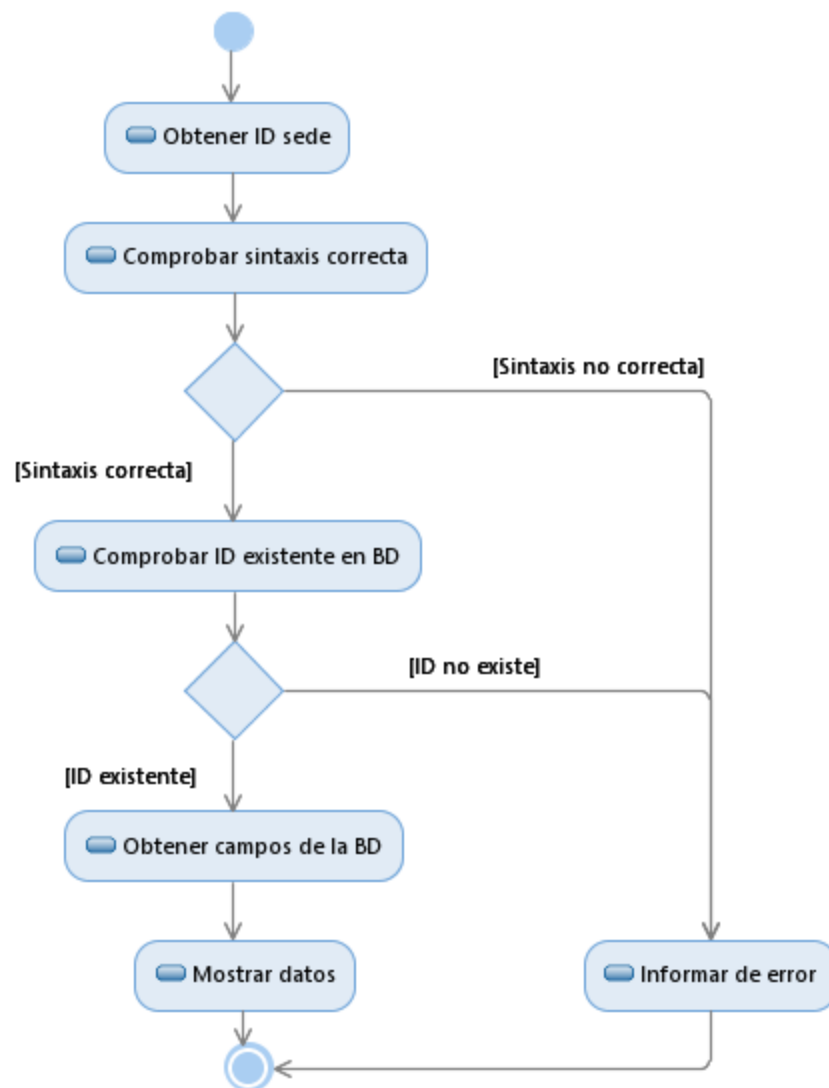 Obtener ID sede
Comprobar sintaxis correcta
[Sintaxis no correcta]
[Sintaxis correcta]
Comprobar ID existente en BD
[ID no existe]
[ID existente]
Obtener campos de la BD
Mostrar datos
Informar de error